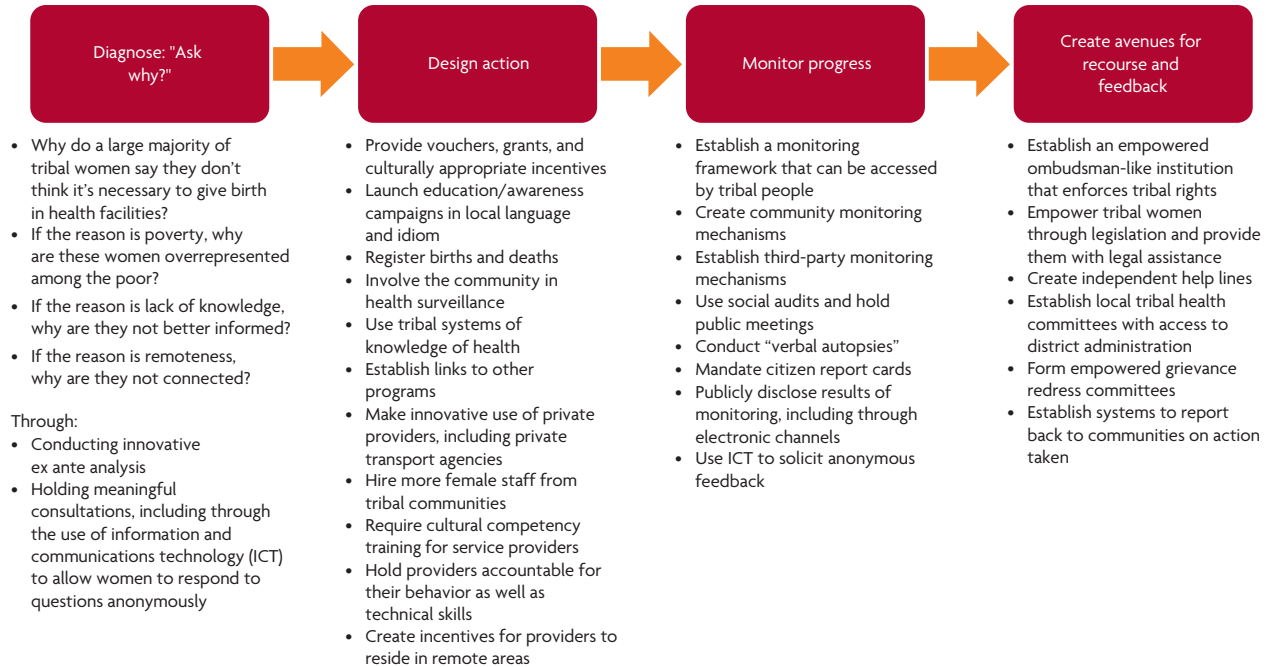 Diagnose: "Ask
why?"
Design action
Monitor progress
Create avenues for
recourse and
feedback
• Why do a large majority of
tribal women say they don’t
think it’s necessary to give birth
in health facilities?
• If the reason is poverty, why
are these women overrepresented
among the poor?
• If the reason is lack of knowledge,
why are they not better informed?
• If the reason is remoteness,
why are they not connected?
Through:
• Conducting innovative
ex ante analysis
• Holding meaningful
consultations, including through
the use of information and
communications technology (ICT)
to allow women to respond to
questions anonymously
• Provide vouchers, grants, and
culturally appropriate incentives
• Launch education/awareness
campaigns in local language
and idiom
• Register births and deaths
• Involve the community in
health surveillance
• Use tribal systems of
knowledge of health
• Establish links to other
programs
• Make innovative use of private
providers, including private
transport agencies
• Hire more female staff from
tribal communities
• Require cultural competency
training for service providers
• Hold providers accountable for
their behavior as well as
technical skills
• Create incentives for providers to
reside in remote areas
• Establish a monitoring
framework that can be accessed
by tribal people
• Create community monitoring
mechanisms
• Establish third-party monitoring
mechanisms
• Use social audits and hold
public meetings
• Conduct “verbal autopsies”
• Mandate citizen report cards
• Publicly disclose results of
monitoring, including through
electronic channels
• Use ICT to solicit anonymous
feedback
• Establish an empowered
ombudsman-like institution
that enforces tribal rights
• Empower tribal women
through legislation and provide
them with legal assistance
• Create independent help lines
• Establish local tribal health
committees with access to
district administration
• Form empowered grievance
redress committees
• Establish systems to report
back to communities on action
taken